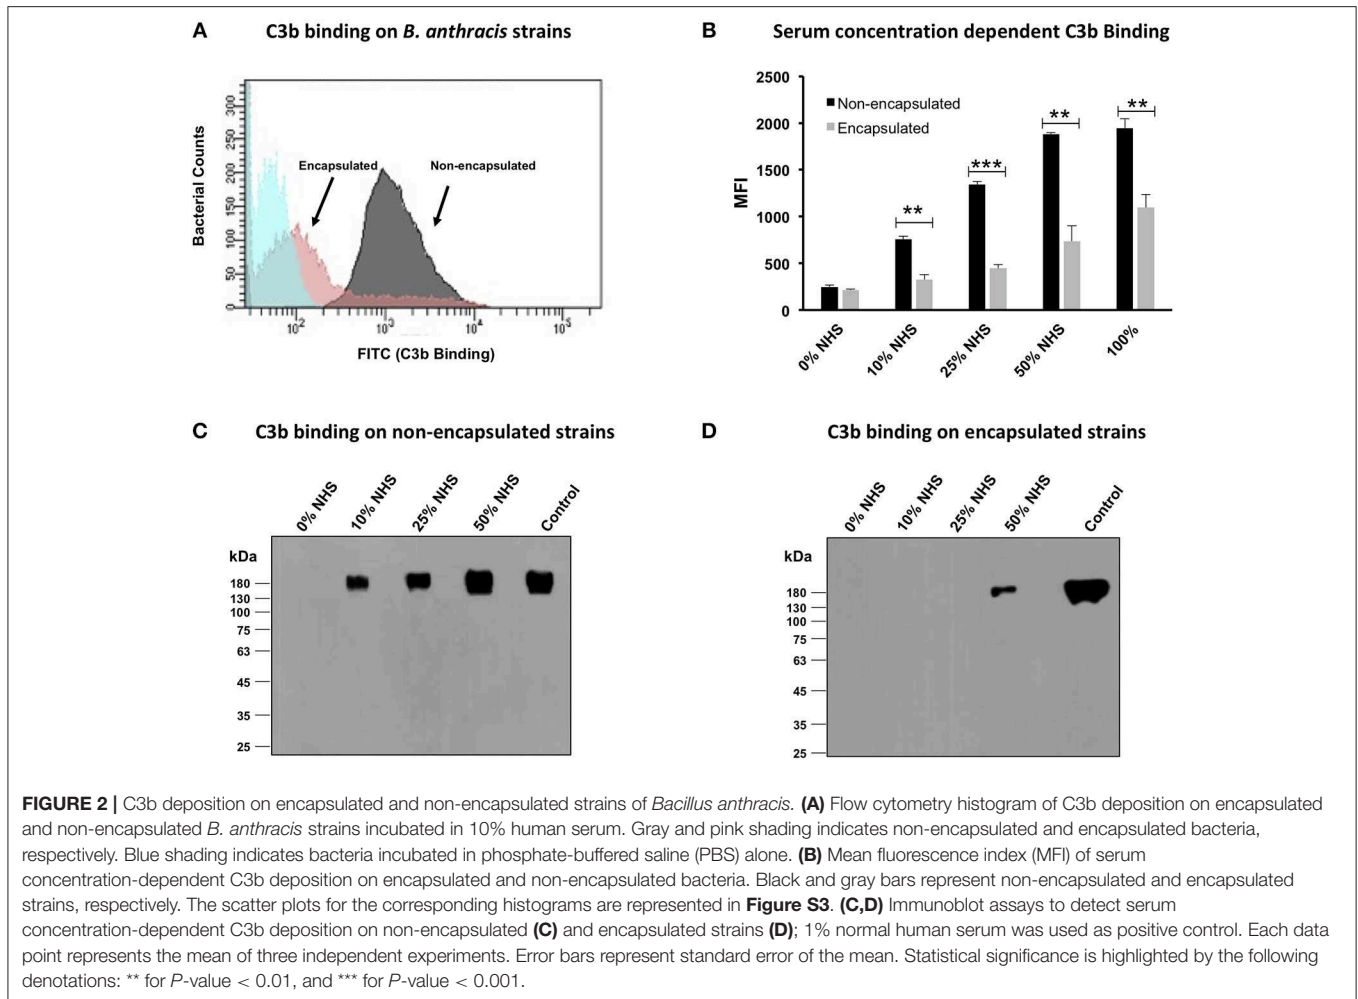 A C3b binding on B. anthracis strains
Bacterial Counts
300
250
200
150
100
50
0
Encapsulated
Non-encapsulated
10² 10³ 10⁴ 10⁵
FITC (C3b Binding)
B Serum concentration dependent C3b Binding
MFI
2500
2000
1500
1000
500
0
Non-encapsulated
Encapsulated
** *** ** **
0% NHS 10% NHS 25% NHS 50% NHS 100%
C C3b binding on non-encapsulated strains
0% NHS 10% NHS 25% NHS 50% NHS Control
kDa
180
130
100
75
63
45
35
25
D C3b binding on encapsulated strains
0% NHS 10% NHS 25% NHS 50% NHS Control
kDa
180
130
100
75
63
45
35
25
FIGURE 2 | C3b deposition on encapsulated and non-encapsulated strains of Bacillus anthracis. (A) Flow cytometry histogram of C3b deposition on encapsulated
and non-encapsulated B. anthracis strains incubated in 10% human serum. Gray and pink shading indicates non-encapsulated and encapsulated bacteria,
respectively. Blue shading indicates bacteria incubated in phosphate-buffered saline (PBS) alone. (B) Mean fluorescence index (MFI) of serum
concentration-dependent C3b deposition on encapsulated and non-encapsulated bacteria. Black and gray bars represent non-encapsulated and encapsulated
strains, respectively. The scatter plots for the corresponding histograms are represented in Figure S3. (C,D) Immunoblot assays to detect serum
concentration-dependent C3b deposition on non-encapsulated (C) and encapsulated strains (D); 1% normal human serum was used as positive control. Each data
point represents the mean of three independent experiments. Error bars represent standard error of the mean. Statistical significance is highlighted by the following
denotations: ** for P-value < 0.01, and *** for P-value < 0.001.